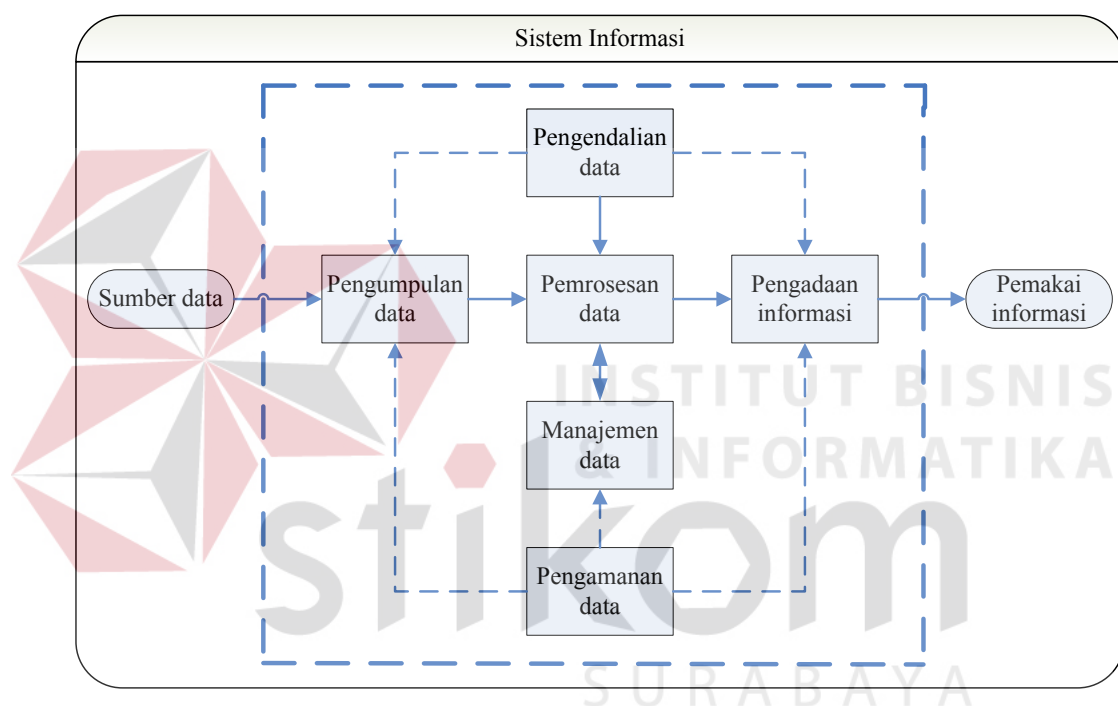 Sistem Informasi
Pengendalian
data
Sumber data
Pengumpulan
data
Pemrosesan
data
Pengadaan
informasi
Pemakai
informasi
Manajemen
data
Pengamanan
data
INSTITUT BISNIS
& INFORMATIKA
stikom
SURABAYA